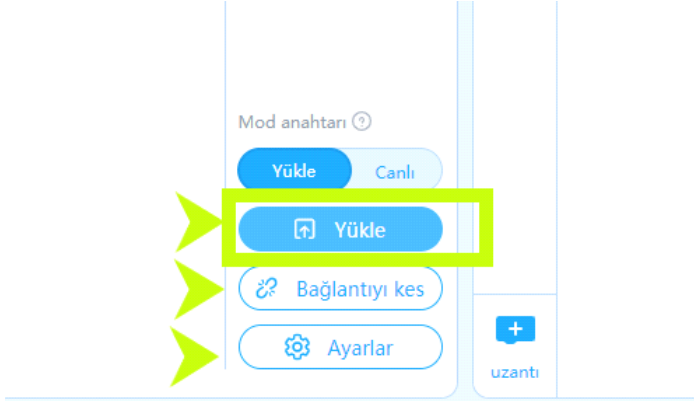 Mod anahtarı
Yükle Canlı
Yükle
Bağlantıyı kes
Ayarlar
uzantı